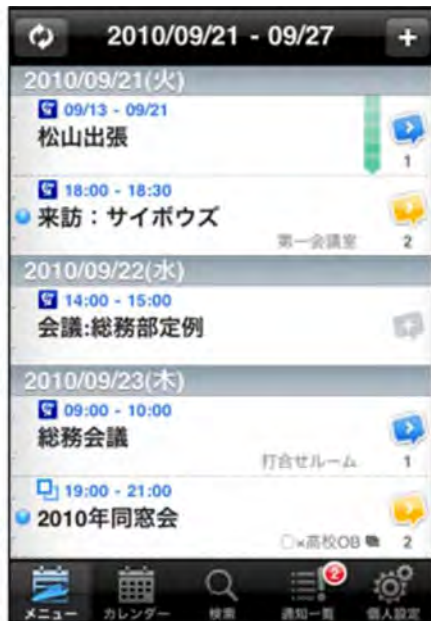 2010/09/21 - 09/27
+
2010/09/21(火)
09/13 - 09/21
松山出張
1
18:00 - 18:30
来訪：サイボウズ
第一会議室
2
2010/09/22(水)
14:00 - 15:00
会議:総務部定例
2010/09/23(木)
09:00 - 10:00
総務会議
打合せルーム
1
19:00 - 21:00
2010年同窓会
○×高校OB
2
2
メニュー カレンダー 検索 通知一覧 個人設定